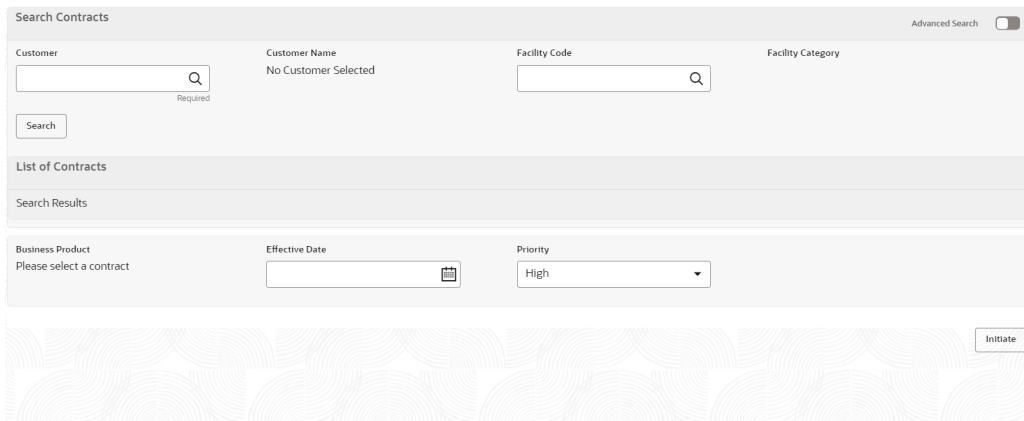 Search Contracts
Advanced Search
Customer
Customer Name
Facility Code
Facility Category
No Customer Selected
Required
Search
List of Contracts
Search Results
Business Product
Effective Date
Priority
Please select a contract
High
Initiate